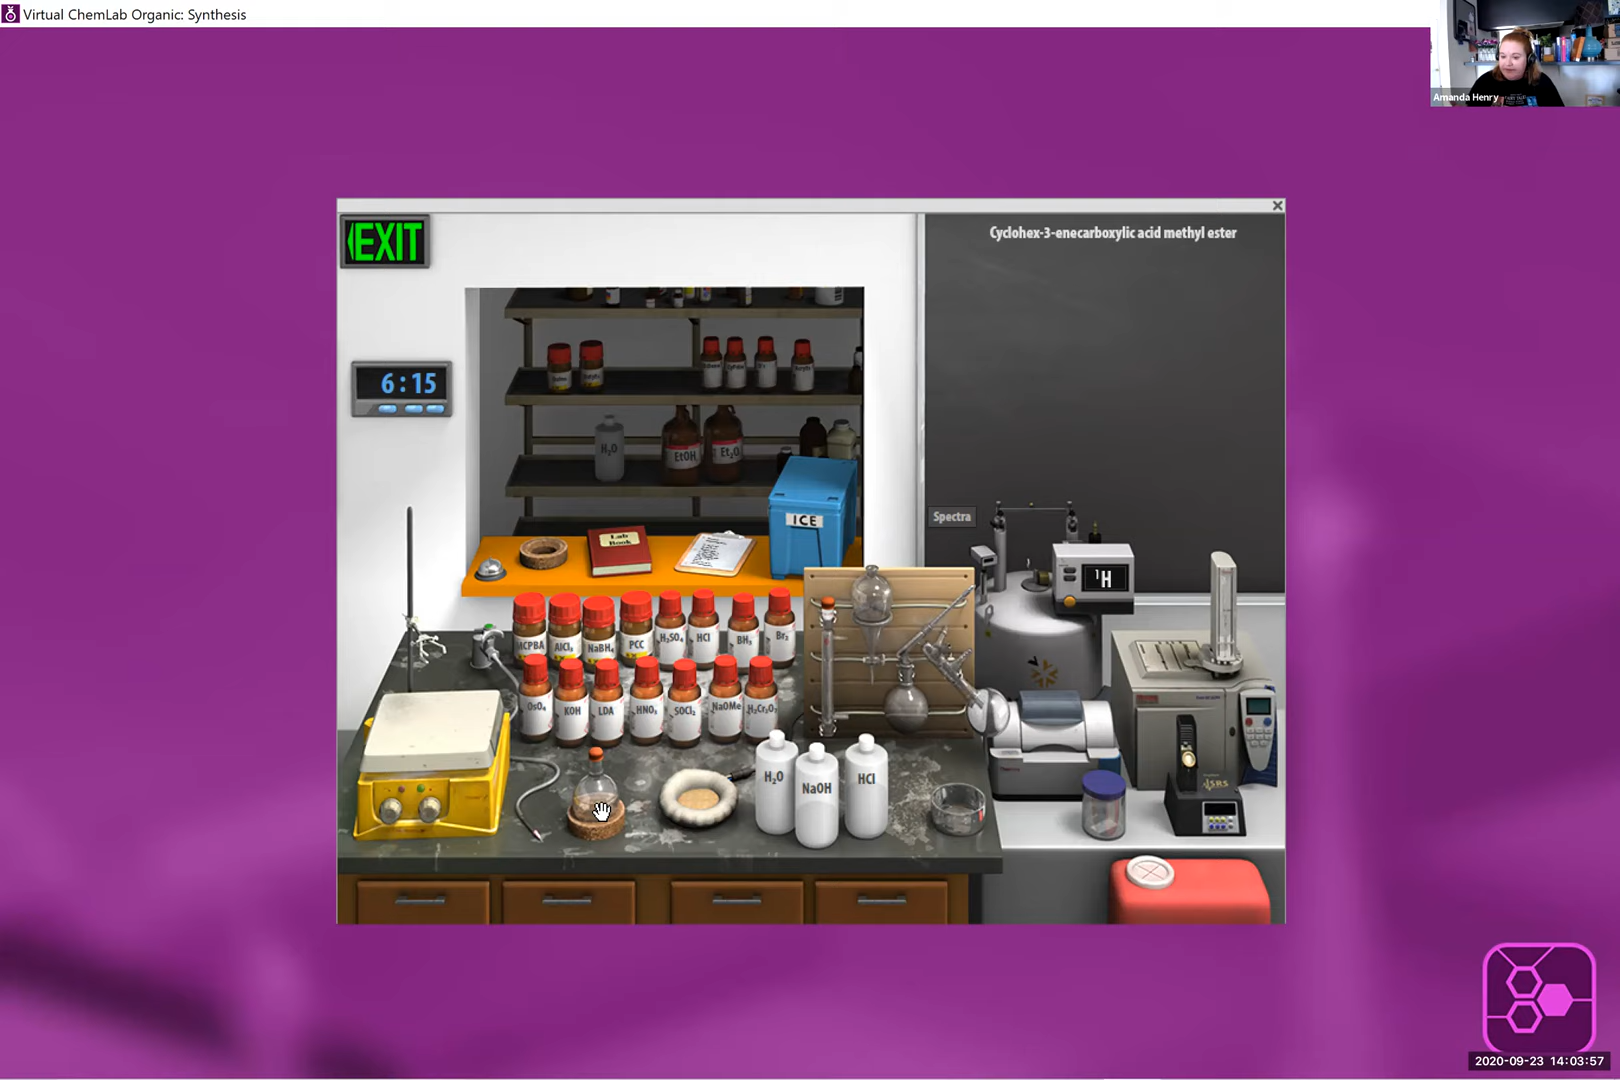 Virtual ChemLab Organic: Synthesis
Amanda Henry
EXIT
Cyclohex-3-enecarboxylic acid methyl ester
6:15
H₂O
EtOH
Et₂O
ICE
Spectra
Lab
Book
¹H
MCPBA
AlCl₃
NaBH₄
PCC
H₂SO₄
HCl
BH₃
Br₂
OsO₄
KOH
LDA
HNO₃
SOCl₂
NaOMe
H₂Cr₂O₇
H₂O
NaOH
HCl
2020-09-23 14:03:57